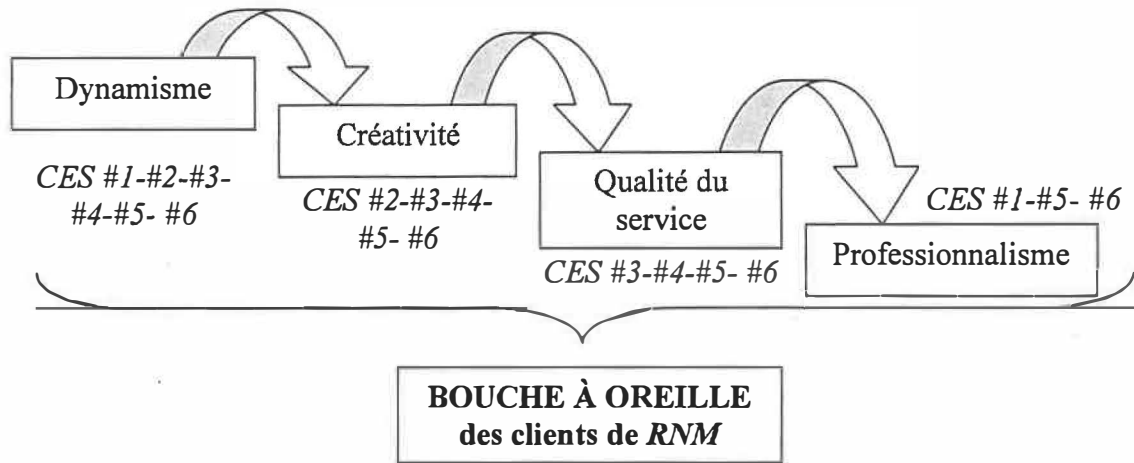 Dynamisme
CES #1-#2-#3-
#4-#5- #6
Créativité
CES #2-#3-#4-
#5- #6
Qualité du
service
CES #3-#4-#5- #6
CES #1-#5- #6
Professionnalisme
BOUCHE À OREILLE
des clients de RNM